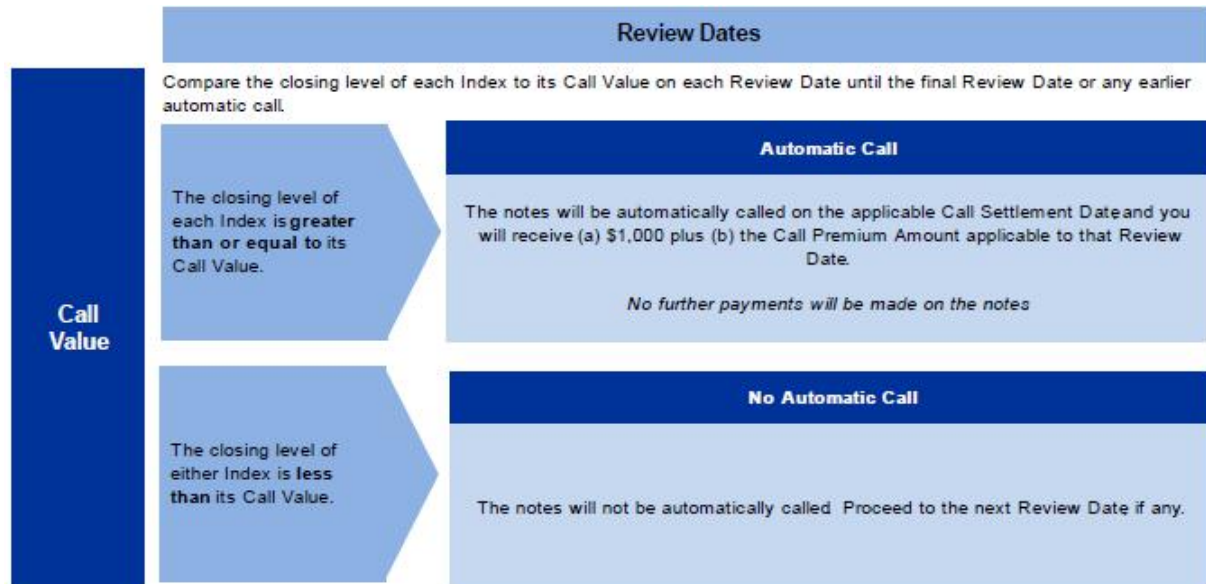 Review Dates
Compare the closing level of each Index to its Call Value on each Review Date until the final Review Date or any earlier
automatic call.
Call
Value
The closing level of
each Index is greater
than or equal to its
Call Value.
Automatic Call
The notes will be automatically called on the applicable Call Settlement Date and you
will receive (a) $1,000 plus (b) the Call Premium Amount applicable to that Review
Date.
No further payments will be made on the notes
The closing level of
either Index is less
than its Call Value.
No Automatic Call
The notes will not be automatically called. Proceed to the next Review Date, if any.